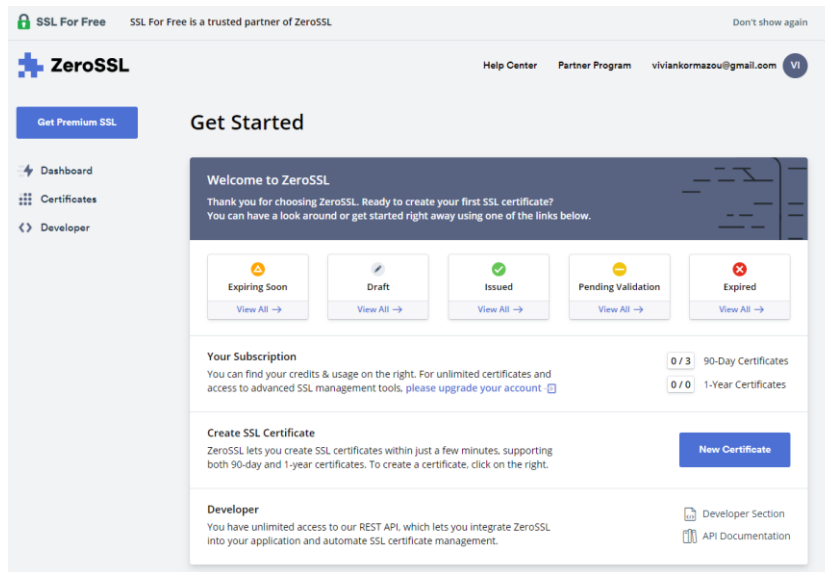 SSL For Free
SSL For Free is a trusted partner of ZeroSSL
Don't show again
ZeroSSL
Help Center
Partner Program
viviankormazou@gmail.com
VI
Get Premium SSL
Dashboard
Certificates
Developer
Get Started
Welcome to ZeroSSL
Thank you for choosing ZeroSSL. Ready to create your first SSL certificate?
You can have a look around or get started right away using one of the links below.
Expiring Soon
View All →
Draft
View All →
Issued
View All →
Pending Validation
View All →
Expired
View All →
Your Subscription
You can find your credits & usage on the right. For unlimited certificates and
access to advanced SSL management tools, please upgrade your account
0 / 3 90-Day Certificates
0 / 0 1-Year Certificates
Create SSL Certificate
ZeroSSL lets you create SSL certificates within just a few minutes, supporting
both 90-day and 1-year certificates. To create a certificate, click on the right.
New Certificate
Developer
You have unlimited access to our REST API, which lets you integrate ZeroSSL
into your application and automate SSL certificate management.
Developer Section
API Documentation